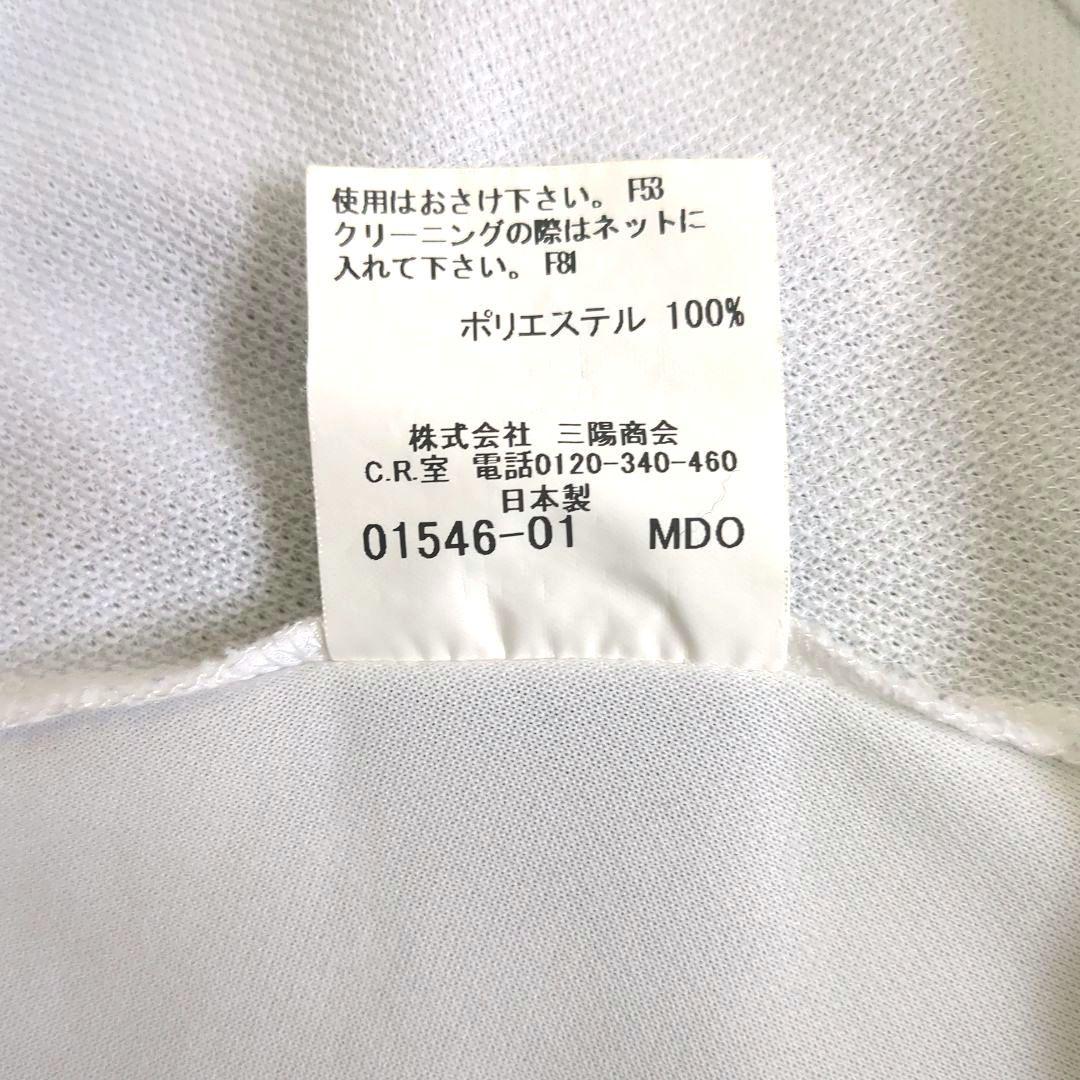 使用はおさけ下さい。 F53
クリーニングの際はネットに
入れて下さい。 F81
ポリエステル 100%
株式会社 三陽商会
C.R.室 電話0120-340-460
日本製
01546-01 MDO